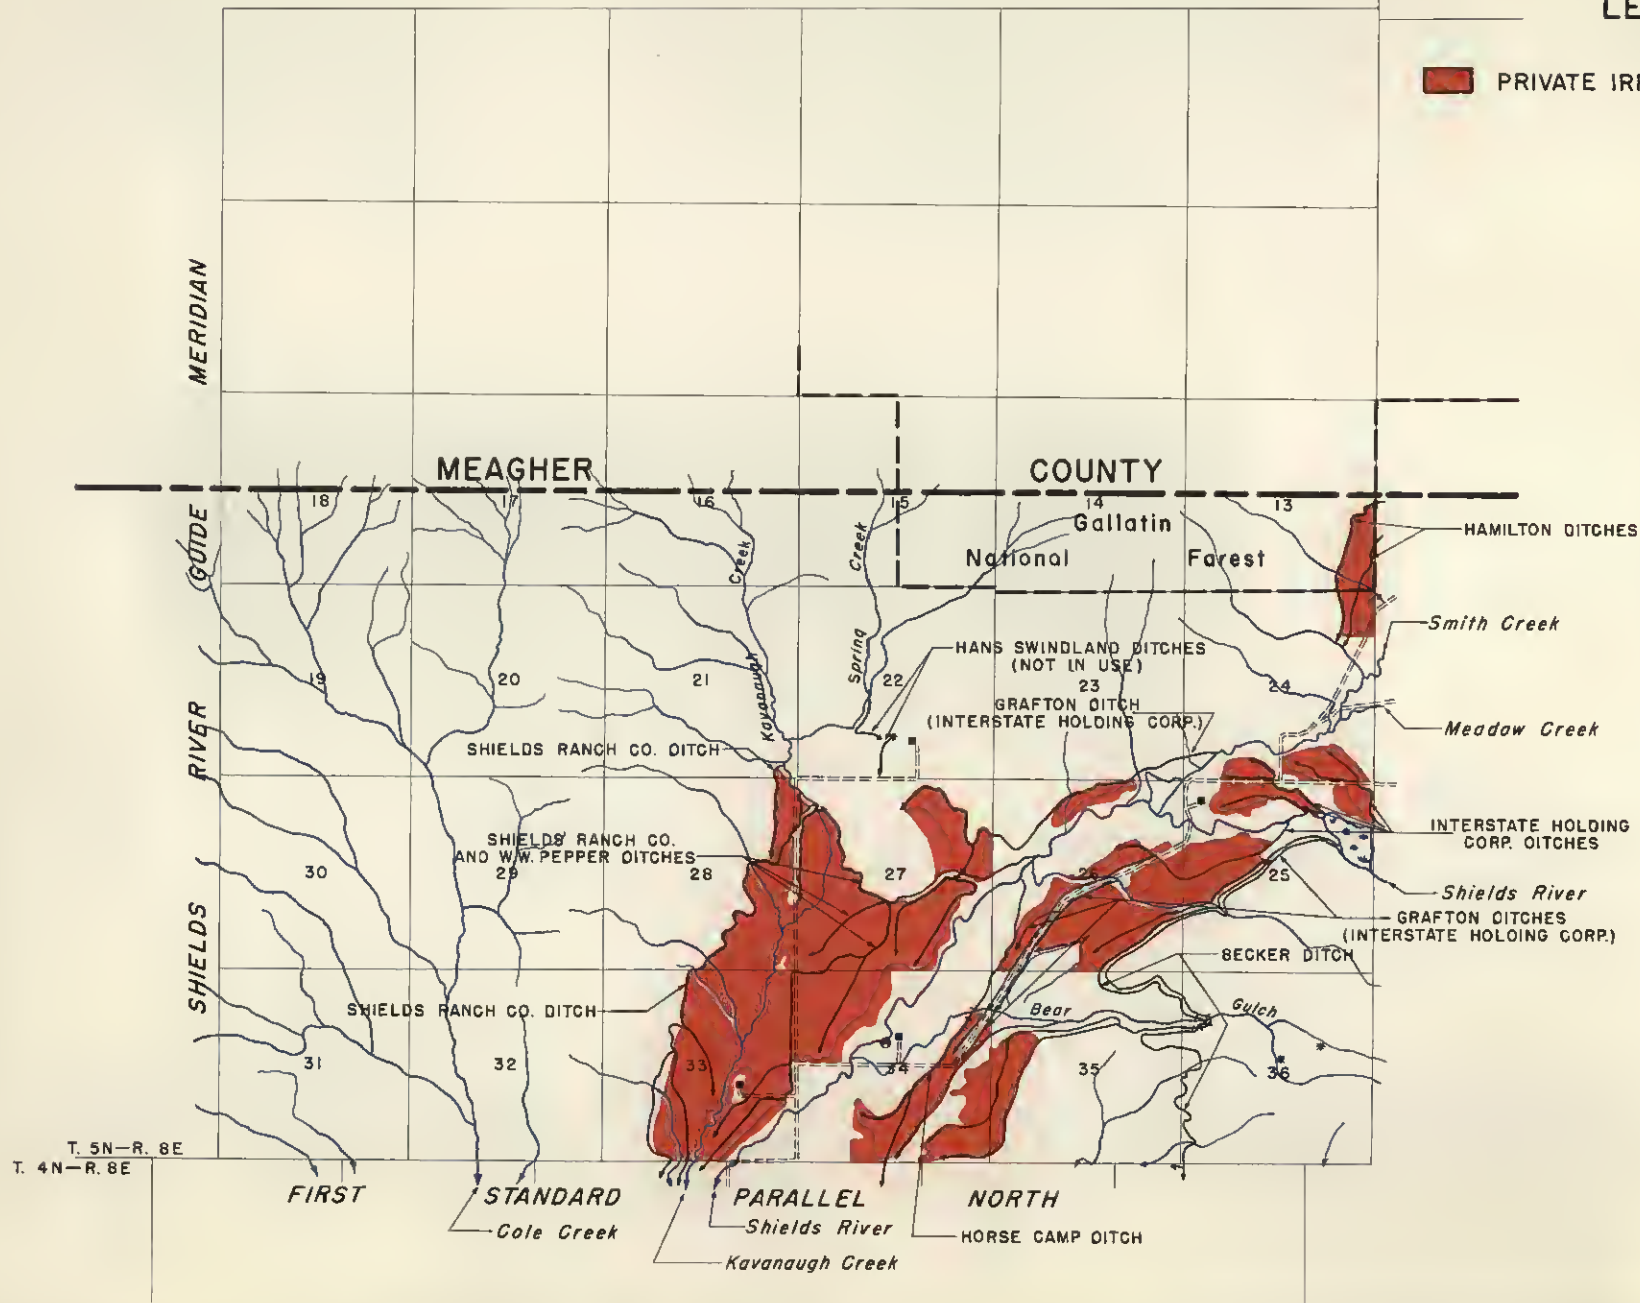 LE
PRIVATE IRR
MERIDIAN
MEAGHER COUNTY
18 17 16 15 14 13
Gallatin
National Farest
GUIDE
Creek
Creek
HAMILTON DITCHES
Smith Creek
Spring
Kavanaugh
HANS SWINDLAND DITCHES
(NOT IN USE)
19 20 21 22 23 24
GRAFTON DITCH
(INTERSTATE HOLDING CORP.)
Meadow Creek
RIVER
SHIELDS RANCH CO. DITCH
SHIELDS RANCH CO.
AND W.W. PEPPER DITCHES
INTERSTATE HOLDING
CORP. DITCHES
30 29 28 27 26 25
Shields River
GRAFTON DITCHES
(INTERSTATE HOLDING CORP.)
BECKER DITCH
SHIELDS
SHIELDS RANCH CO. DITCH
Bear Gulch
31 32 33 34 35 36
T. 5N—R. 8E
T. 4N—R. 8E
FIRST STANDARD PARALLEL NORTH
Cole Creek
Shields River
HORSE CAMP DITCH
Kavanaugh Creek